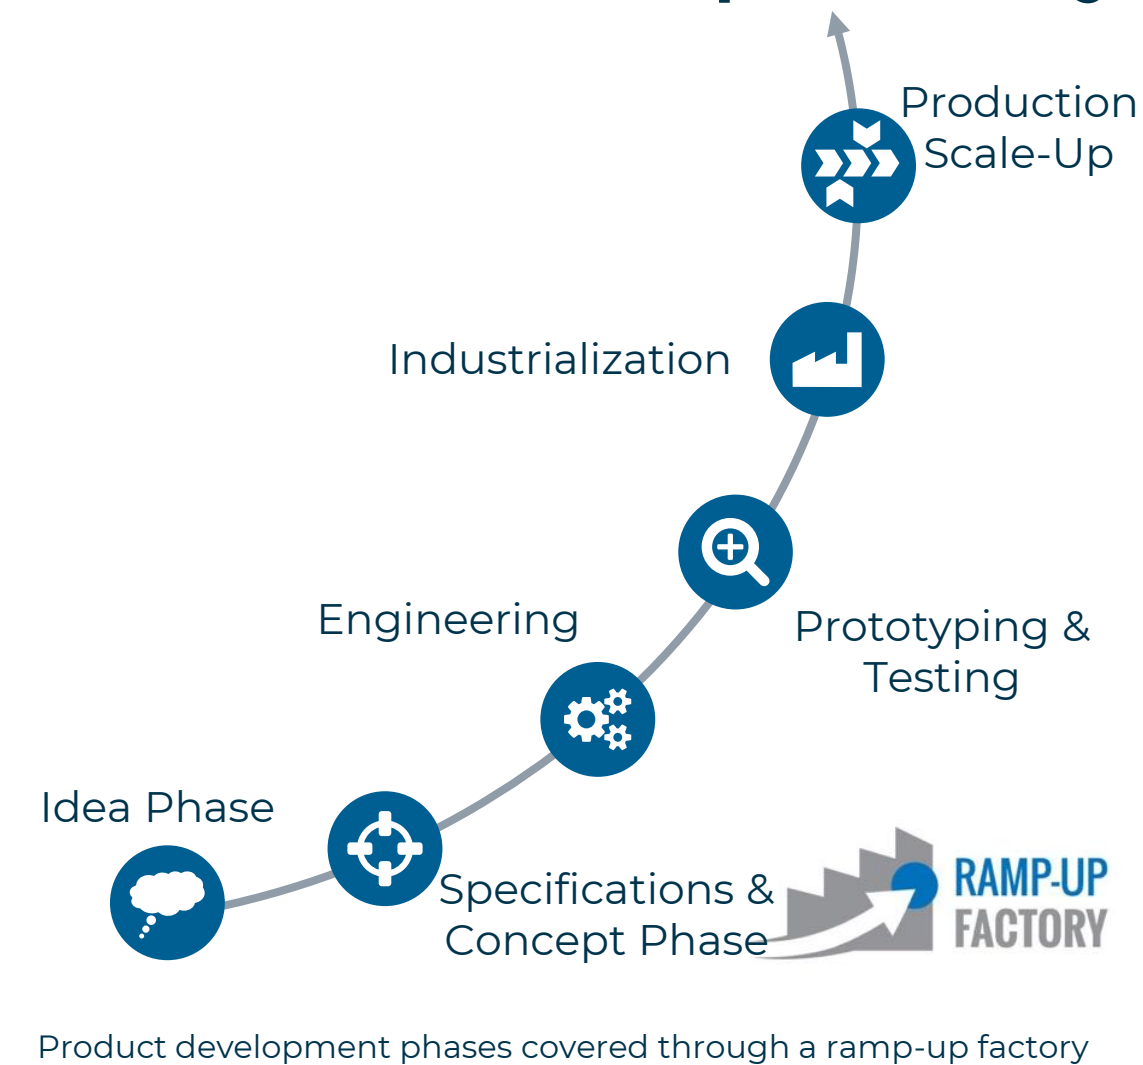 Production
Scale-Up
Industrialization
Engineering
Prototyping &
Testing
Idea Phase
Specifications &
Concept Phase
RAMP-UP
FACTORY
Product development phases covered through a ramp-up factory